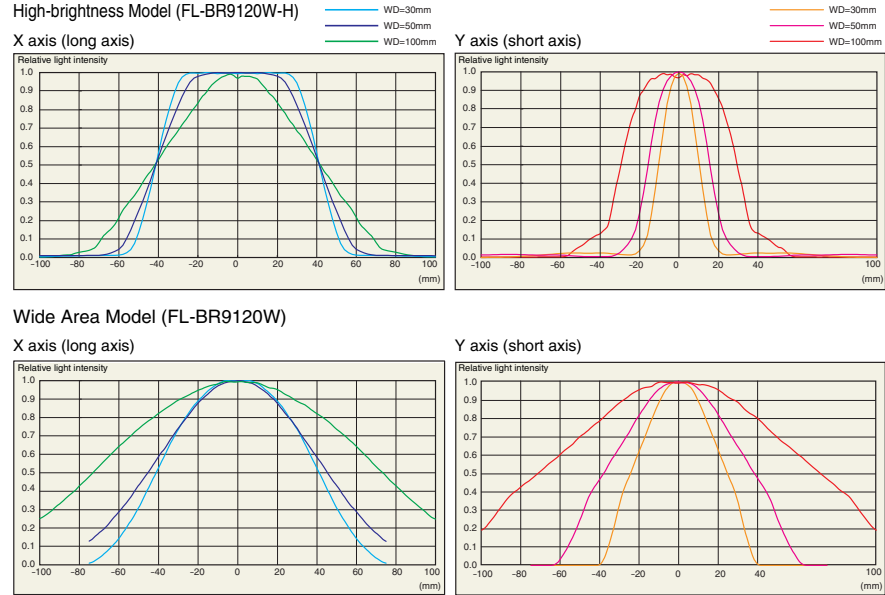 High-brightness Model (FL-BR9120W-H)
WD=30mm
WD=50mm
WD=100mm
WD=30mm
WD=50mm
WD=100mm
X axis (long axis)
Relative light intensity
1.0
0.9
0.8
0.7
0.6
0.5
0.4
0.3
0.2
0.1
0.0
-100 -80 -60 -40 -20 0 20 40 60 80 100
(mm)
Y axis (short axis)
Relative light intensity
1.0
0.9
0.8
0.7
0.6
0.5
0.4
0.3
0.2
0.1
0.0
-100 -80 -60 -40 -20 0 20 40 100
(mm)
Wide Area Model (FL-BR9120W)
X axis (long axis)
Relative light intensity
1.0
0.9
0.8
0.7
0.6
0.5
0.4
0.3
0.2
0.1
0.0
-100 -80 -60 -40 -20 0 20 40 60 80 100
(mm)
Y axis (short axis)
Relative light intensity
1.0
0.9
0.8
0.7
0.6
0.5
0.4
0.3
0.2
0.1
0.0
-100 -80 -60 -40 -20 0 20 40 100
(mm)